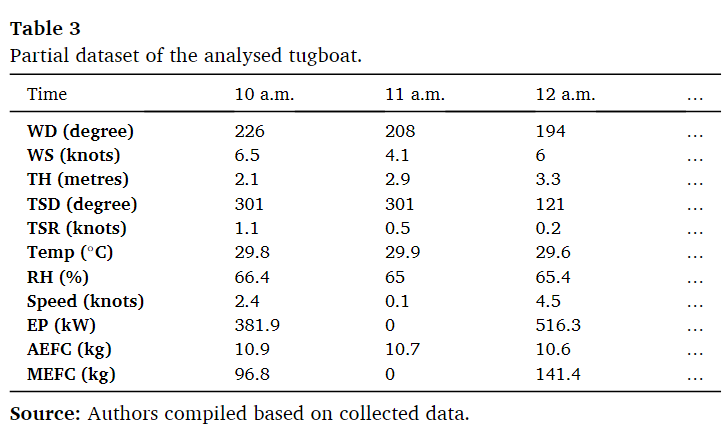 Table 3
Partial dataset of the analysed tugboat.
Time 10 a.m. 11 a.m. 12 a.m. ...
WD (degree) 226 208 194 ...
WS (knots) 6.5 4.1 6 ...
TH (metres) 2.1 2.9 3.3 ...
TSD (degree) 301 301 121 ...
TSR (knots) 1.1 0.5 0.2 ...
Temp (°C) 29.8 29.9 29.6 ...
RH (%) 66.4 65 65.4 ...
Speed (knots) 2.4 0.1 4.5 ...
EP (kW) 381.9 0 516.3 ...
AEFC (kg) 10.9 10.7 10.6 ...
MEFC (kg) 96.8 0 141.4 ...
Source: Authors compiled based on collected data.